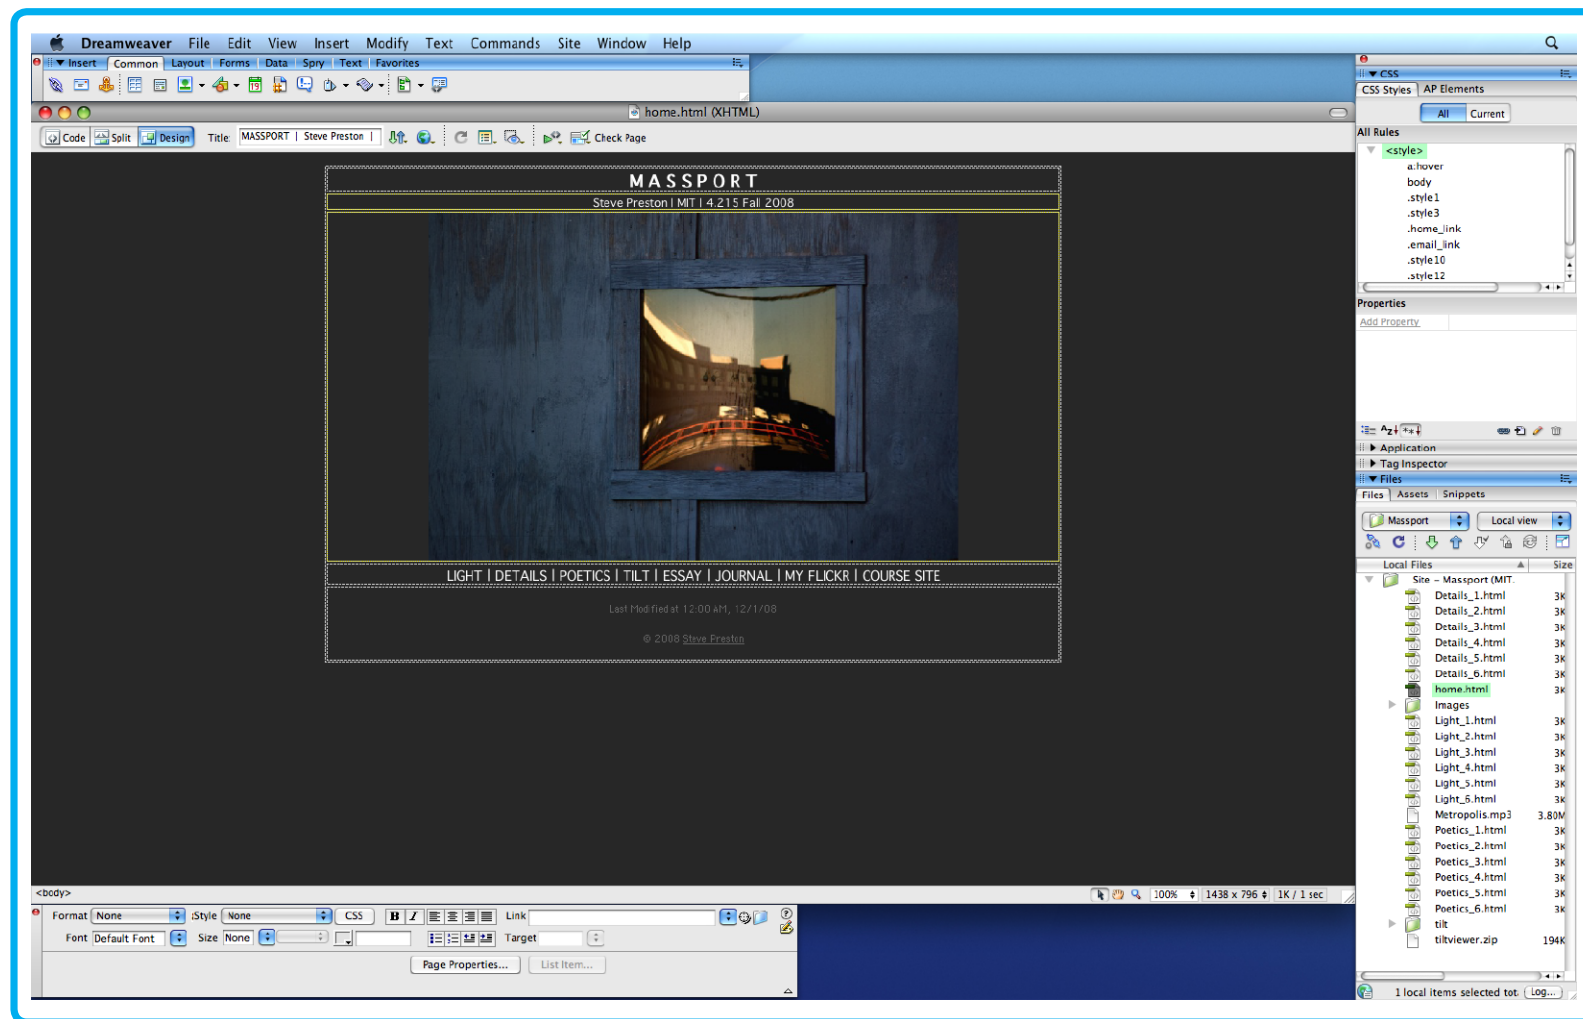 Dreamweaver File Edit View Insert Modify Text Commands Site Window Help
Insert Common Layout Forms Data Spry Text Favorites
home.html (XHTML)
Code Split Design Title: MASSPORT | Steve Preston | Check Page
MASSPORT
Steve Preston | MIT | 4.215 Fall 2008
LIGHT | DETAILS | POETICS | TILT | ESSAY | JOURNAL | MY FLICKR | COURSE SITE
Last Modified at 12:00 AM, 12/1/08
© 2008 Steve Preston
<body> 100% 1438 x 796 1K / 1 sec
Format None Style None CSS B I Link
Font Default Font Size None Target
Page Properties... List Item...
CSS
CSS Styles AP Elements
All Current
All Rules
<style>
a:hover
body
.style1
.style3
.home_link
.email_link
.style10
.style12
Properties
Add Property
Application
Tag Inspector
Files
Files Assets Snippets
Massport Local view
Local Files Size
Site – Massport (MIT.
Details_1.html 3K
Details_2.html 3K
Details_3.html 3K
Details_4.html 3K
Details_5.html 3K
Details_6.html 3K
home.html 3K
Images
Light_1.html 3K
Light_2.html 3K
Light_3.html 3K
Light_4.html 3K
Light_5.html 3K
Light_6.html 3K
Metropolis.mp3 3.80M
Poetics_1.html 3K
Poetics_2.html 3K
Poetics_3.html 3K
Poetics_4.html 3K
Poetics_5.html 3K
Poetics_6.html 3K
tilt
tiltviewer.zip 194K
1 local items selected tot Log...